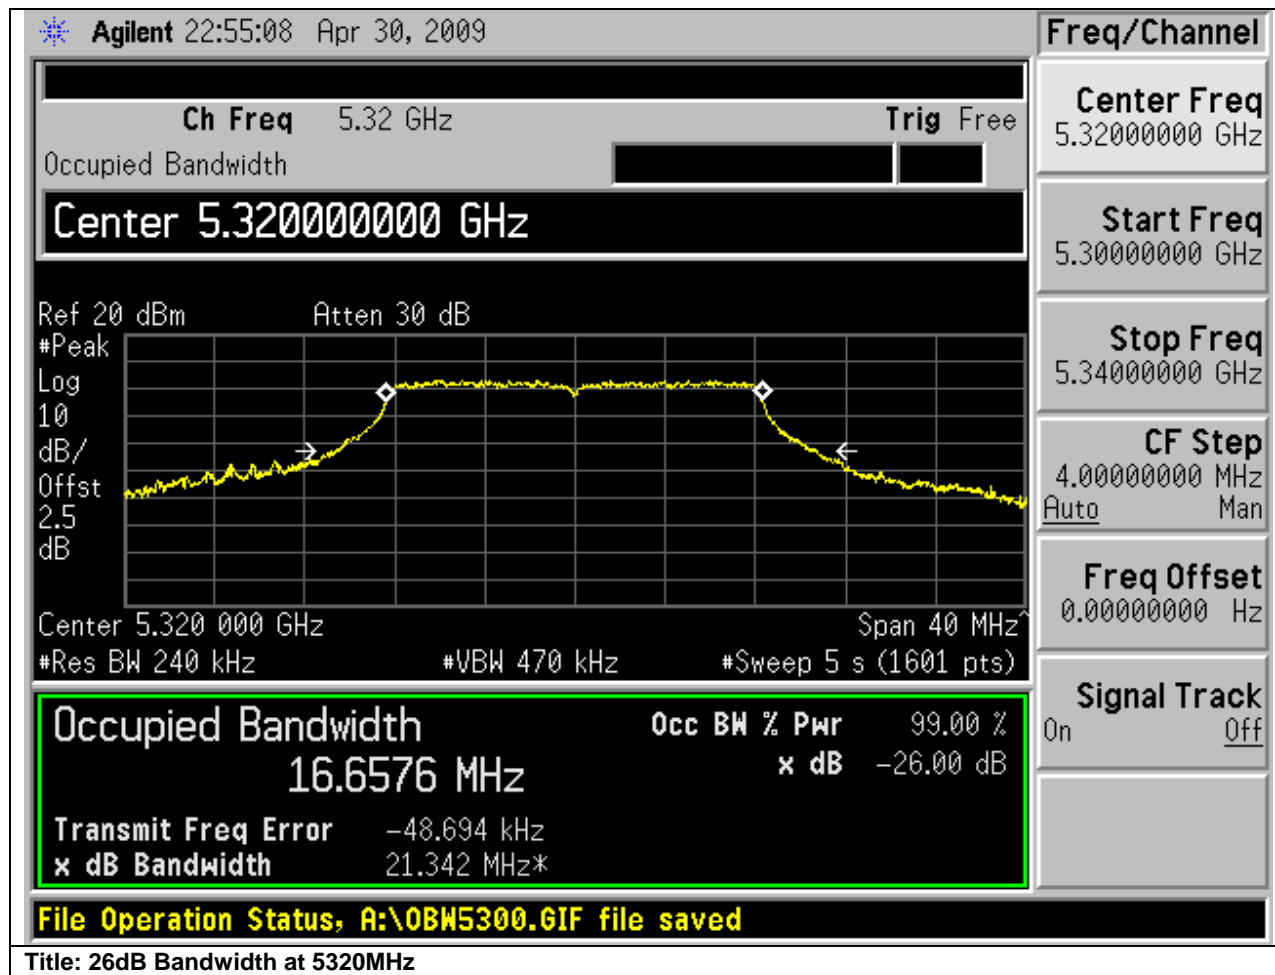 Agilent 22:55:08 Apr 30, 2009
Freq/Channel
Ch Freq 5.32 GHz Trig Free
Occupied Bandwidth
Center 5.320000000 GHz
Ref 20 dBm Atten 30 dB
#Peak
Log
10
dB/
Offst
2.5
dB
Center 5.320 000 GHz Span 40 MHz^
#Res BW 240 kHz #VBW 470 kHz #Sweep 5 s (1601 pts)
Occupied Bandwidth
16.6576 MHz
Occ BW % Pwr 99.00 %
x dB -26.00 dB
Transmit Freq Error -48.694 kHz
x dB Bandwidth 21.342 MHz*
Center Freq
5.32000000 GHz
Start Freq
5.30000000 GHz
Stop Freq
5.34000000 GHz
CF Step
4.00000000 MHz
Auto Man
Freq Offset
0.00000000 Hz
Signal Track
On Off
File Operation Status, A:\OBW5300.GIF file saved
Title: 26dB Bandwidth at 5320MHz